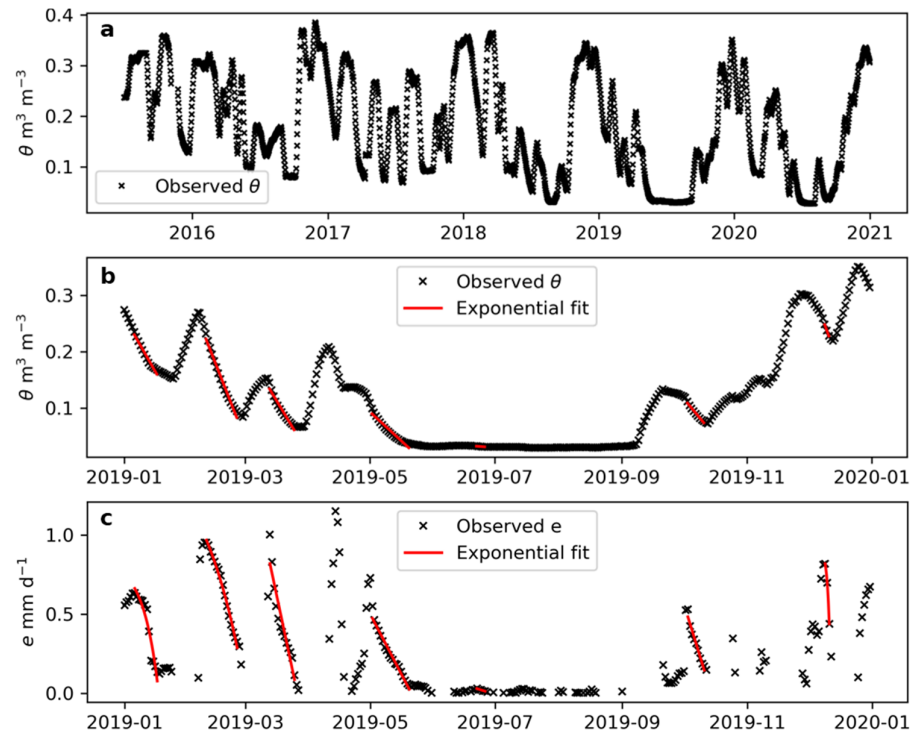 a
0.4
0.3
0.2
0.1
θ m³ m⁻³
Observed θ
2016 2017 2018 2019 2020 2021
b
0.3
0.2
0.1
θ m³ m⁻³
Observed θ
Exponential fit
2019-01 2019-03 2019-05 2019-07 2019-09 2019-11 2020-01
c
1.0
0.5
0.0
e mm d⁻¹
Observed e
Exponential fit
2019-01 2019-03 2019-05 2019-07 2019-09 2019-11 2020-01